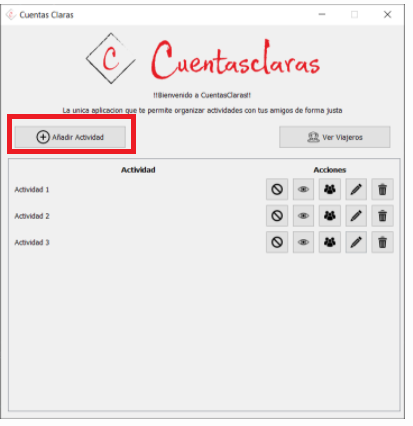 Cuentas Claras
C Cuentasclaras
!!Bienvenido a CuentasClaras!!
La unica aplicacion que te permite organizar actividades con tus amigos de forma justa
Añadir Actividad
Ver Viajeros
Actividad Acciones
Actividad 1
Actividad 2
Actividad 3